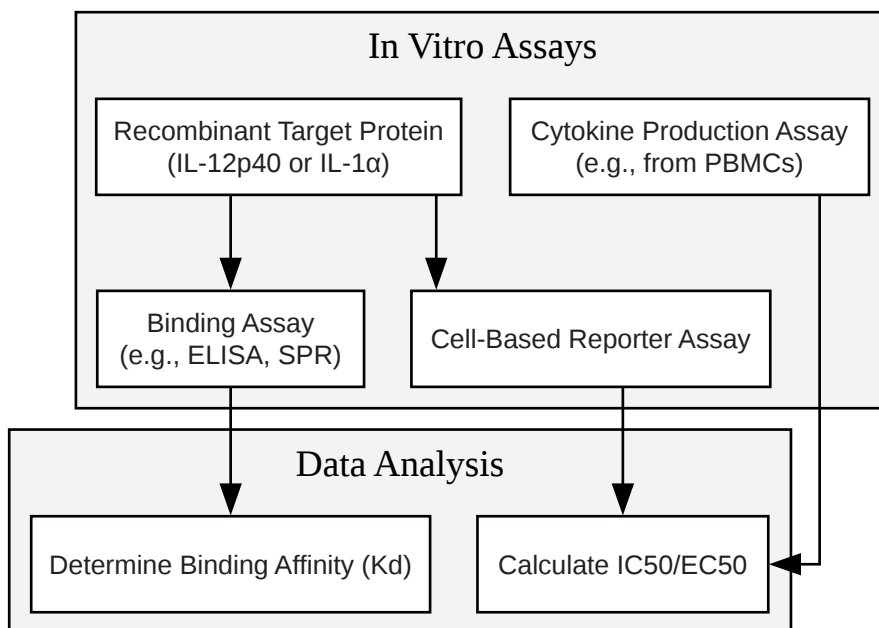 In Vitro Assays
Recombinant Target Protein
(IL-12p40 or IL-1α)
Cytokine Production Assay
(e.g., from PBMCs)
Binding Assay
(e.g., ELISA, SPR)
Cell-Based Reporter Assay
Data Analysis
Determine Binding Affinity (Kd)
Calculate IC50/EC50